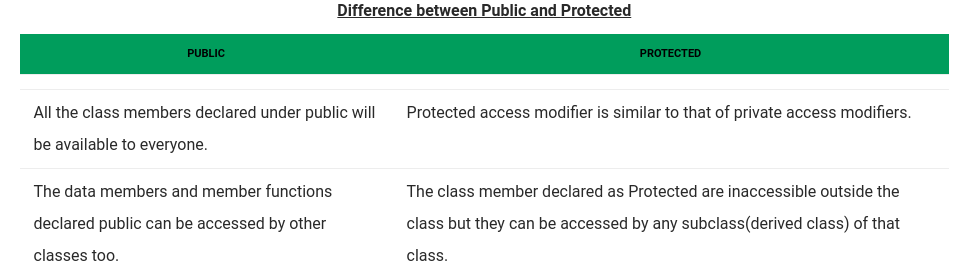 Difference between Public and Protected
PUBLIC PROTECTED
All the class members declared under public will
be available to everyone.
Protected access modifier is similar to that of private access modifiers.
The data members and member functions
declared public can be accessed by other
classes too.
The class member declared as Protected are inaccessible outside the
class but they can be accessed by any subclass(derived class) of that
class.